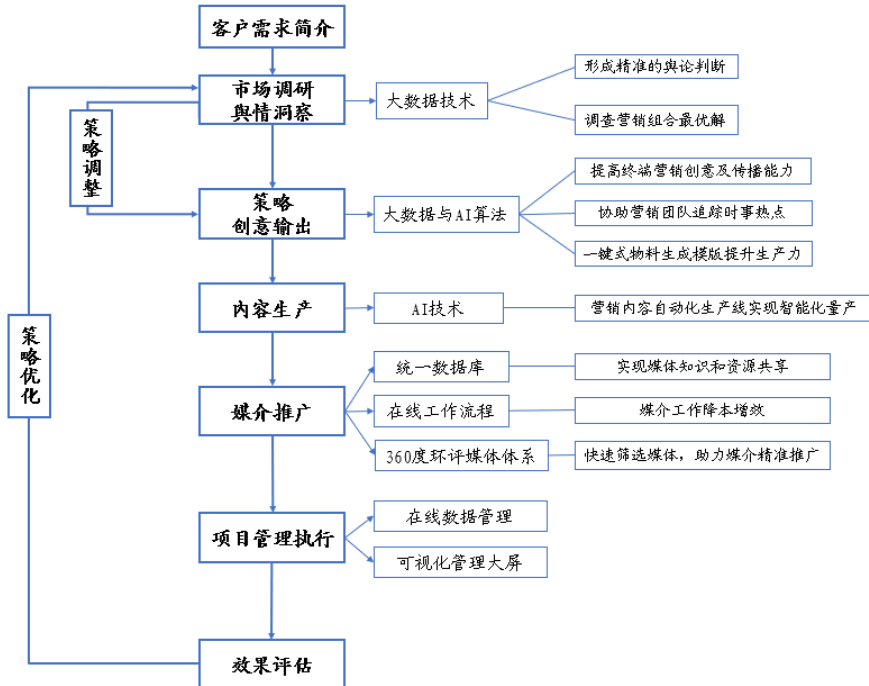 客户需求简介
市场调研
舆情洞察
大数据技术
形成精准的舆论判断
调查营销组合最优解
策略调整
策略
创意输出
大数据与AI算法
提高终端营销创意及传播能力
协助营销团队追踪时事热点
一键式物料生成模版提升生产力
内容生产
AI技术
营销内容自动化生产线实现智能化量产
策略优化
媒介推广
统一数据库
实现媒体知识和资源共享
在线工作流程
媒介工作降本增效
360度环评媒体体系
快速筛选媒体，助力媒介精准推广
项目管理执行
在线数据管理
可视化管理大屏
效果评估